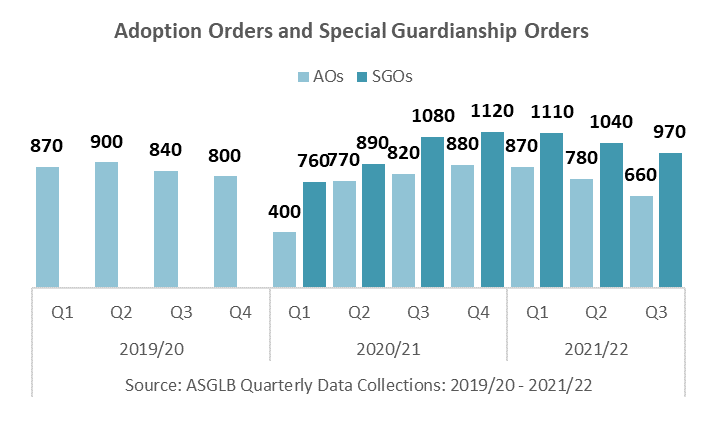 Adoption Orders and Special Guardianship Orders
AOs SGOs
870 900 840 800 400 760 770 890 820 1080 880 1120 870 1110 780 1040 660 970
Q1 Q2 Q3 Q4 Q1 Q2 Q3 Q4 Q1 Q2 Q3
2019/20 2020/21 2021/22
Source: ASGLB Quarterly Data Collections: 2019/20 - 2021/22